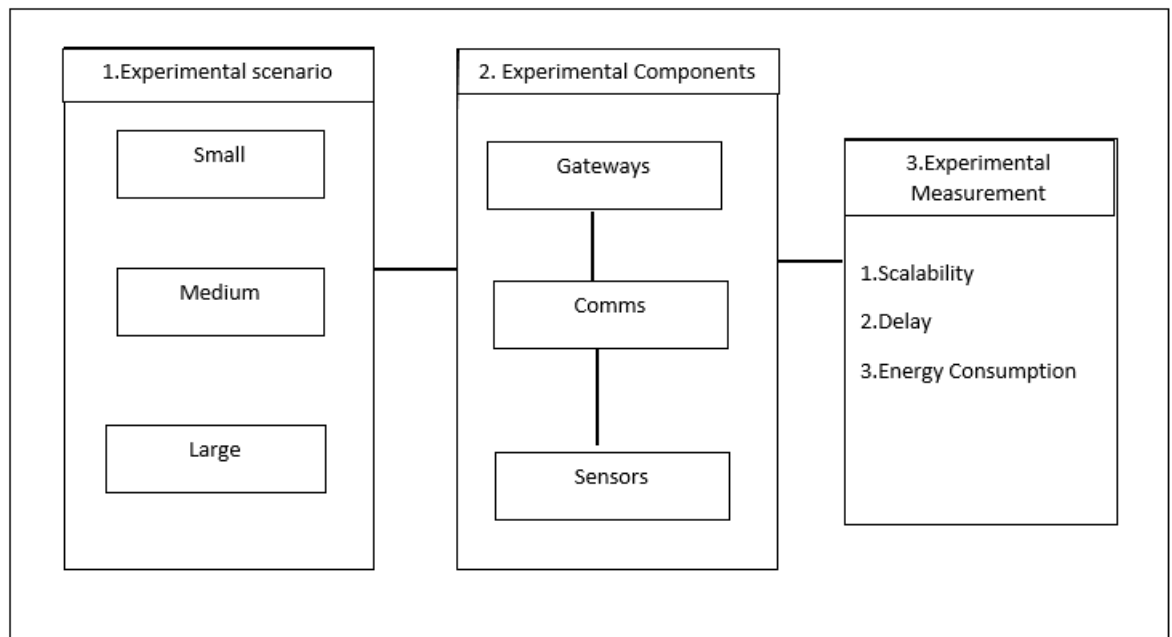 1.Experimental scenario
Small
Medium
Large
2. Experimental Components
Gateways
Comms
Sensors
3.Experimental
Measurement
1.Scalability
2.Delay
3.Energy Consumption